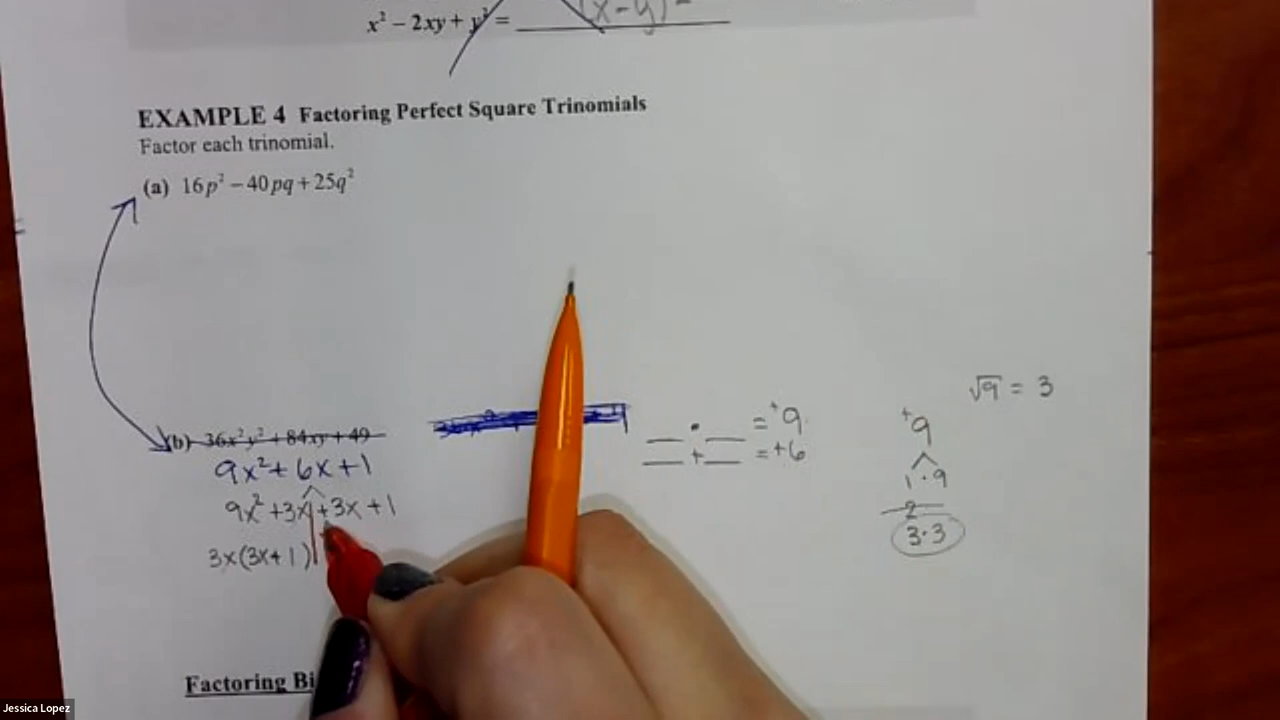 x² − 2xy + y² = (x−y)
EXAMPLE 4 Factoring Perfect Square Trinomials
Factor each trinomial.
(a) 16p² − 40pq + 25q²
(b) 36x²y² + 84xy + 49
9x² + 6x + 1
9x² + 3x + 3x + 1
3x(3x+1)
__ · __ = +9
__ + __ = +6
+9
1 · 9
2
3·3
√9 = 3
Factoring Bi
Jessica Lopez